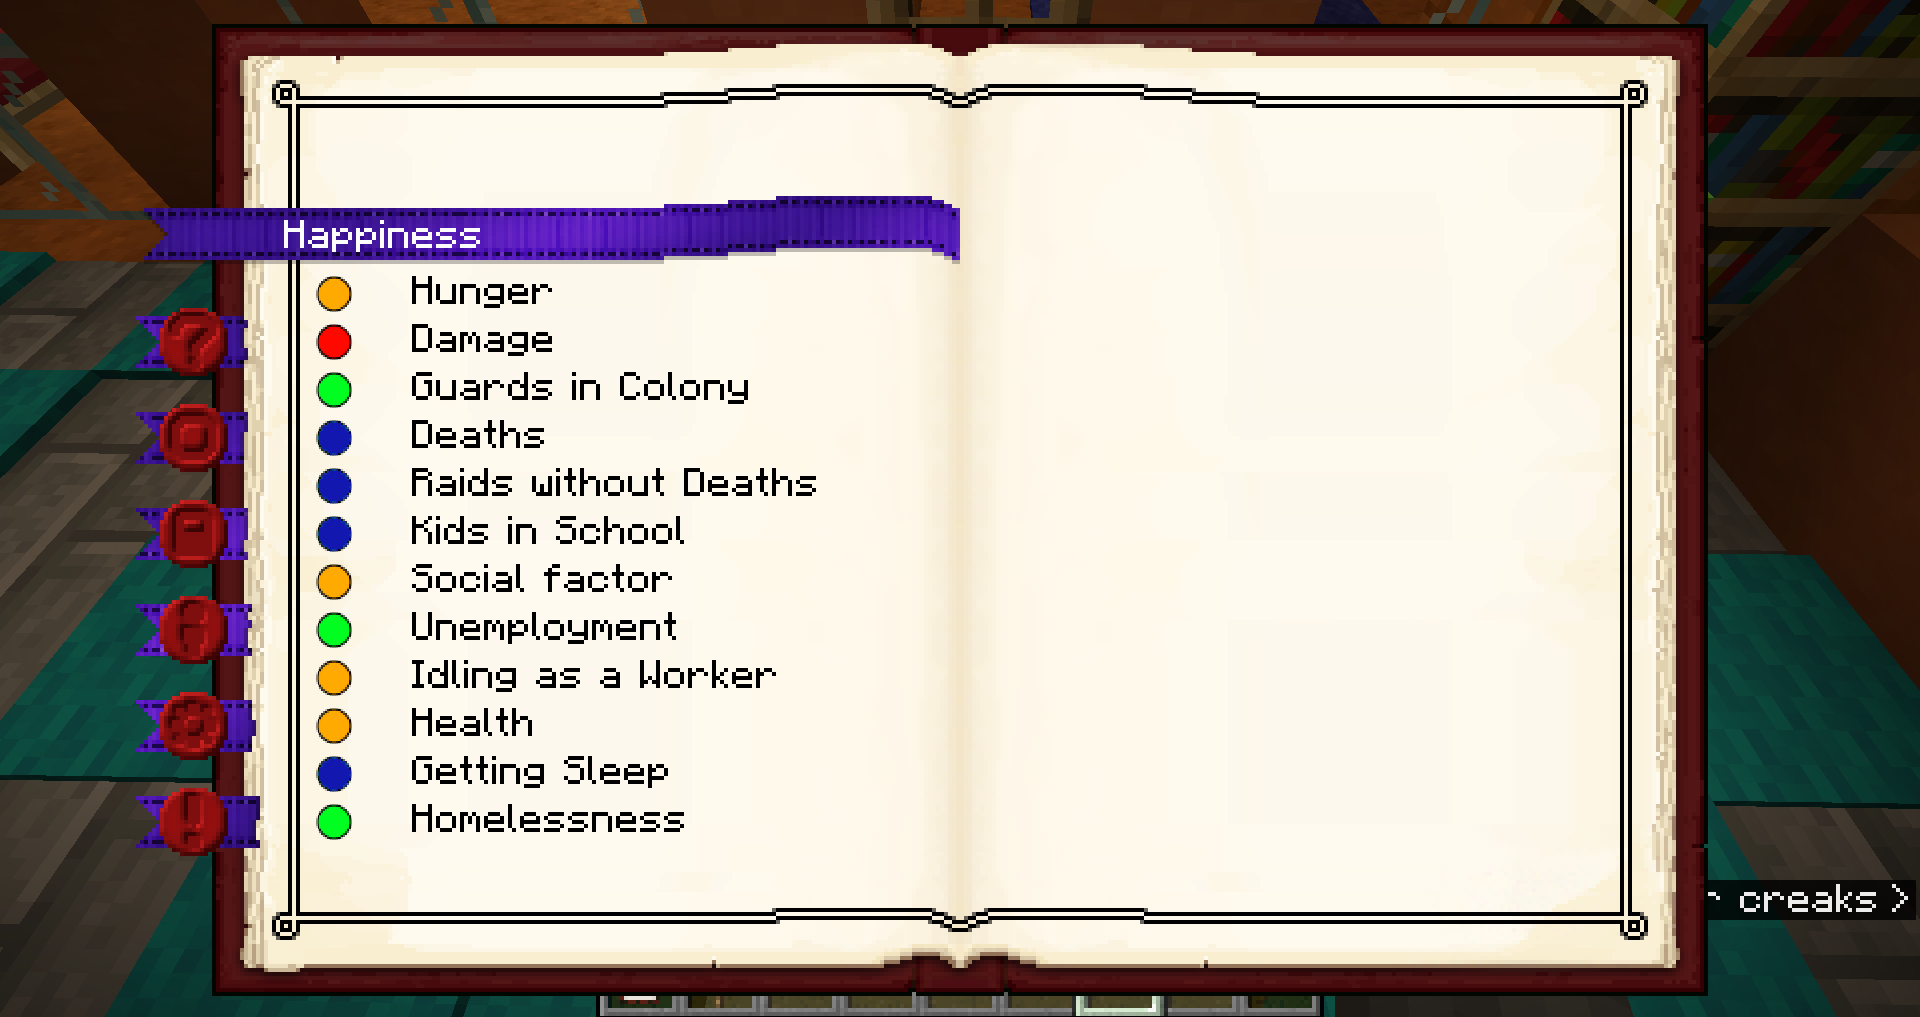 Happiness
Hunger
Damage
Guards in Colony
Deaths
Raids without Deaths
Kids in School
Social factor
Unemployment
Idling as a Worker
Health
Getting Sleep
Homelessness
creaks >